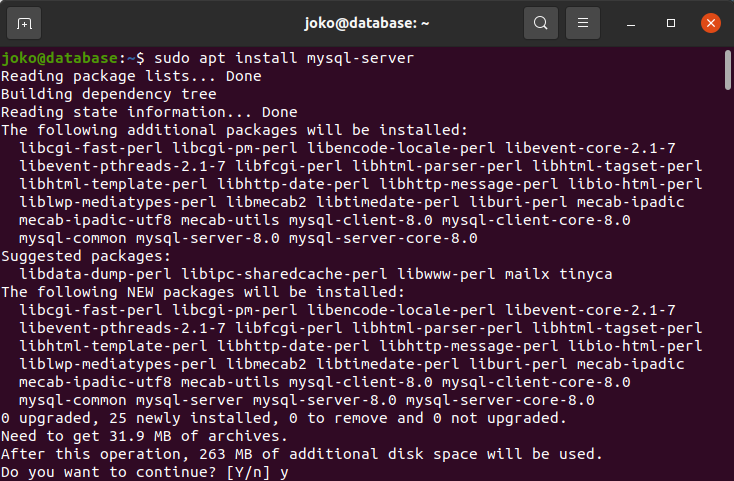 joko@database: ~
joko@database:~$ sudo apt install mysql-server
Reading package lists... Done
Building dependency tree
Reading state information... Done
The following additional packages will be installed:
  libcgi-fast-perl libcgi-pm-perl libencode-locale-perl libevent-core-2.1-7
  libevent-pthreads-2.1-7 libfcgi-perl libhtml-parser-perl libhtml-tagset-perl
  libhtml-template-perl libhttp-date-perl libhttp-message-perl libio-html-perl
  liblwp-mediatypes-perl libmecab2 libtimedate-perl liburi-perl mecab-ipadic
  mecab-ipadic-utf8 mecab-utils mysql-client-8.0 mysql-client-core-8.0
  mysql-common mysql-server-8.0 mysql-server-core-8.0
Suggested packages:
  libdata-dump-perl libipc-sharedcache-perl libwww-perl mailx tinyca
The following NEW packages will be installed:
  libcgi-fast-perl libcgi-pm-perl libencode-locale-perl libevent-core-2.1-7
  libevent-pthreads-2.1-7 libfcgi-perl libhtml-parser-perl libhtml-tagset-perl
  libhtml-template-perl libhttp-date-perl libhttp-message-perl libio-html-perl
  liblwp-mediatypes-perl libmecab2 libtimedate-perl liburi-perl mecab-ipadic
  mecab-ipadic-utf8 mecab-utils mysql-client-8.0 mysql-client-core-8.0
  mysql-common mysql-server mysql-server-8.0 mysql-server-core-8.0
0 upgraded, 25 newly installed, 0 to remove and 0 not upgraded.
Need to get 31.9 MB of archives.
After this operation, 263 MB of additional disk space will be used.
Do you want to continue? [Y/n] y